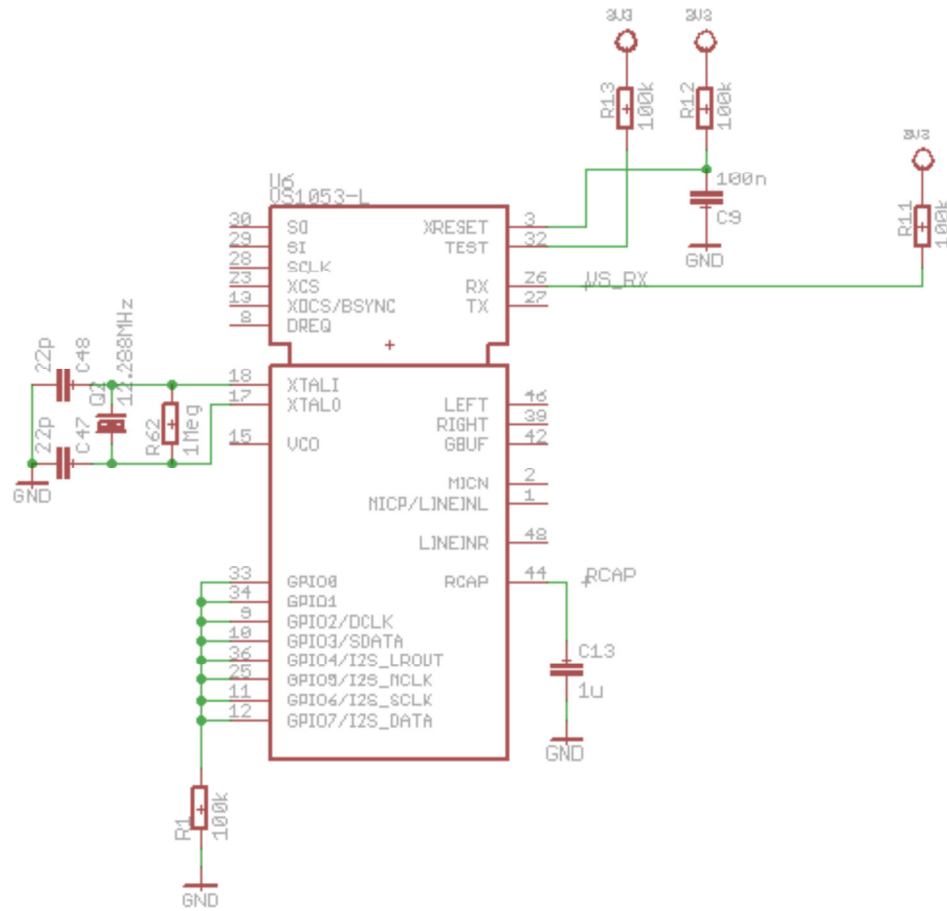 3V3
3V3
R13
100k
R12
100k
3V3
100n
C9
R11
100k
GND
U6
VS1053-L
30
SO
XRESET
3
29
SI
TEST
32
28
SCLK
23
XCS
RX
26
VS_RX
13
XDCS/BSYNC
TX
27
8
DREQ
22p
C48
Q2
12.288MHz
18
XTALI
17
XTALO
LEFT
46
RIGHT
39
15
VCO
GBUF
42
22p
C47
R62
1Meg
GND
MICN
2
MICP/LINEINL
1
LINEINR
48
33
GPIO0
RCAP
44
RCAP
34
GPIO1
9
GPIO2/DCLK
10
GPIO3/SDATA
36
GPIO4/I2S_LROUT
25
GPIO5/I2S_MCLK
11
GPIO6/I2S_SCLK
12
GPIO7/I2S_DATA
C13
1u
GND
R1
100k
GND